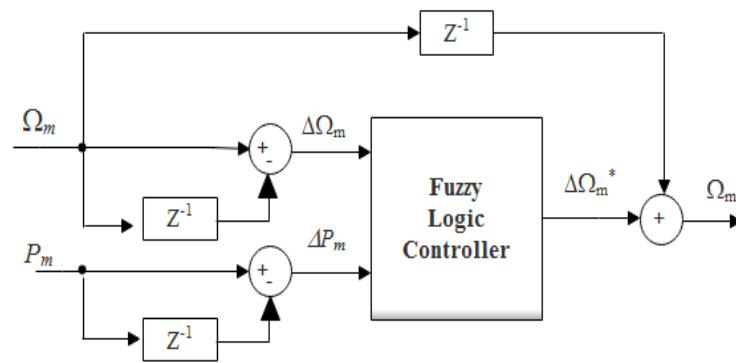 Z⁻¹
Ωₘ
+
-
ΔΩₘ
Z⁻¹
Fuzzy
Logic
Controller
ΔΩₘ*
+
Ωₘ
Pₘ
+
-
ΔPₘ
Z⁻¹